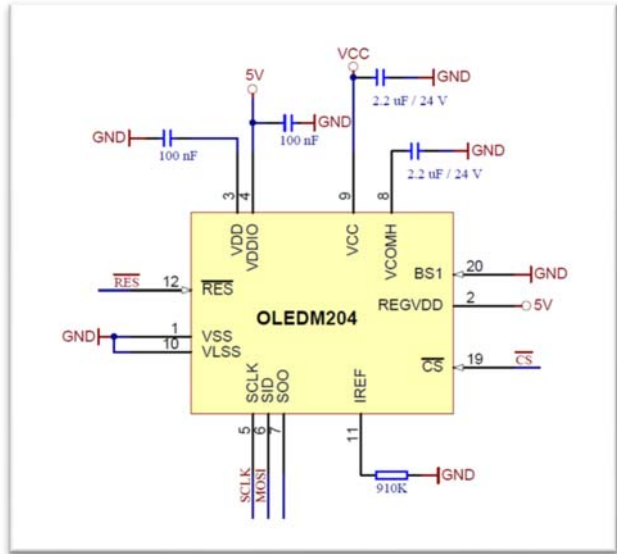 VCC
5V
GND
2.2 uF / 24 V
GND
GND
100 nF
100 nF
GND
2.2 uF / 24 V
3
4
9
8
VDD
VDDIO
VCC
VCOMH
RES
12
RES
BS1
20
GND
REGVDD
2
5V
OLEDM204
GND
1
VSS
10
VLSS
CS
19
CS
SCLK
SID
SOO
IREF
5
6
7
11
SCLK
MOSI
910K
GND